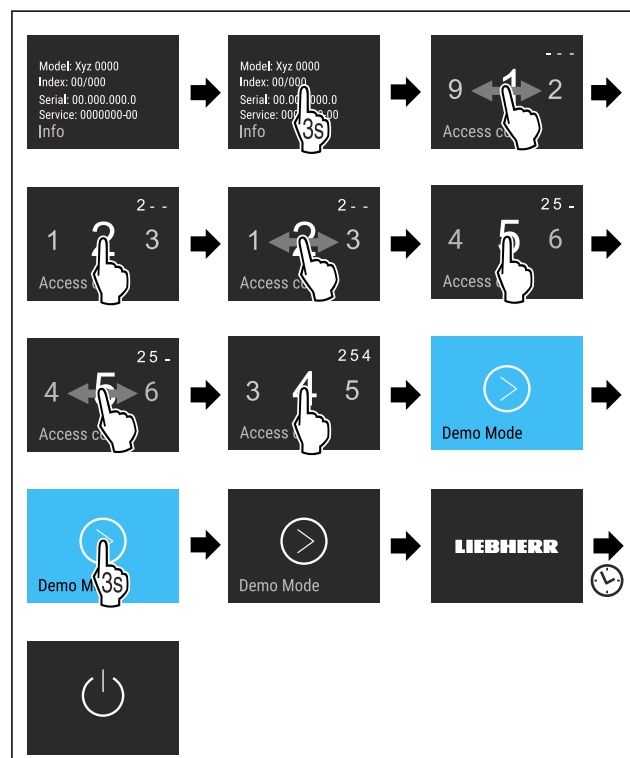 Model: Xyz 0000
Index: 00/000
Serial: 00.000.000.0
Service: 0000000-00
Info
Model: Xyz 0000
Index: 00/000
Serial: 00.000.0
Service: 00 00
Info
3s
- - -
9 1 2
Access co
2 - -
1 2 3
Access c
2 - -
1 2 3
Access co
2 5 -
4 5 6
Access c
2 5 -
4 5 6
Access c
2 5 4
3 4 5
Access c
Demo Mode
Demo M
3s
Demo Mode
LIEBHERR